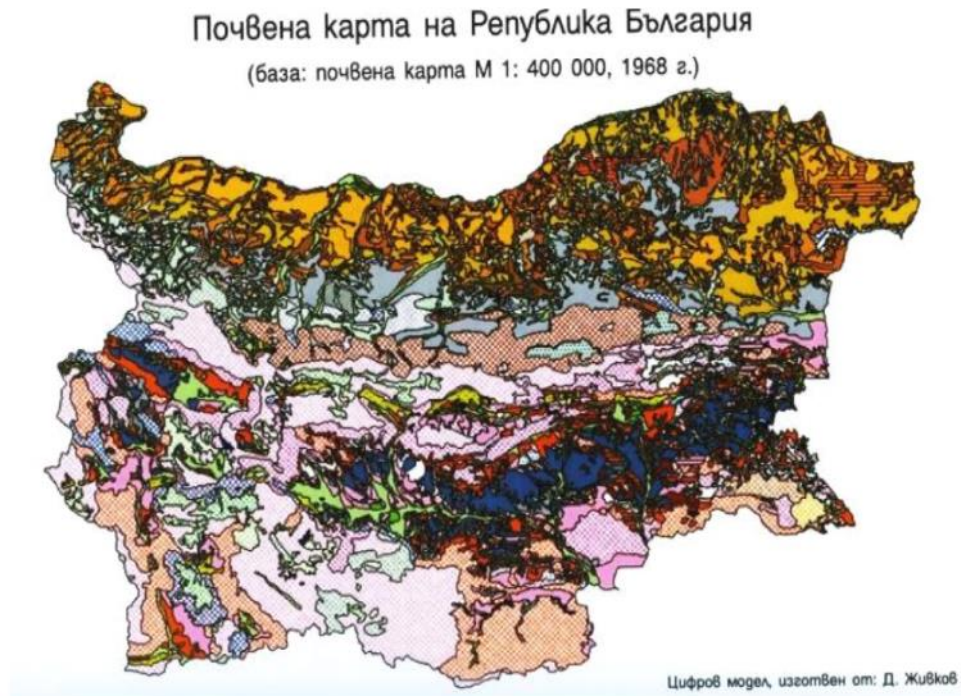 Почвена карта на Република България
(база: почвена карта М 1: 400 000, 1968 г.)
Цифров модел, изготвен от: Д. Живков